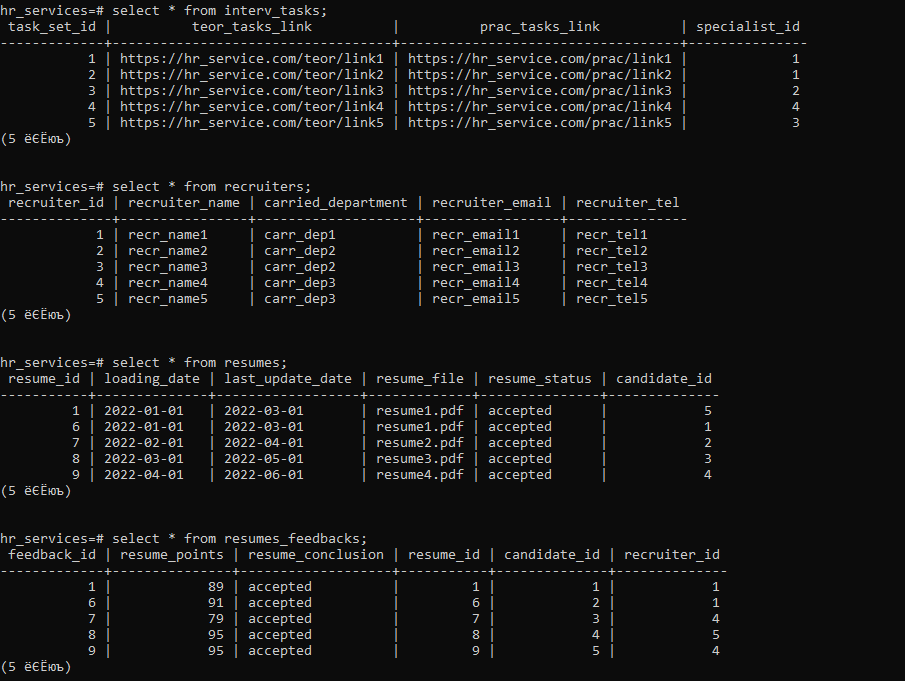 hr_services=# select * from interv_tasks;
 task_set_id |          teor_tasks_link          |          prac_tasks_link          | specialist_id
-------------+-----------------------------------+-----------------------------------+---------------
           1 | https://hr_service.com/teor/link1 | https://hr_service.com/prac/link1 |             1
           2 | https://hr_service.com/teor/link2 | https://hr_service.com/prac/link2 |             1
           3 | https://hr_service.com/teor/link3 | https://hr_service.com/prac/link3 |             2
           4 | https://hr_service.com/teor/link4 | https://hr_service.com/prac/link4 |             4
           5 | https://hr_service.com/teor/link5 | https://hr_service.com/prac/link5 |             3
(5 ёЄЁюъ)
hr_services=# select * from recruiters;
 recruiter_id | recruiter_name | carried_department | recruiter_email | recruiter_tel
--------------+----------------+--------------------+-----------------+---------------
            1 | recr_name1     | carr_dep1          | recr_email1     | recr_tel1
            2 | recr_name2     | carr_dep2          | recr_email2     | recr_tel2
            3 | recr_name3     | carr_dep2          | recr_email3     | recr_tel3
            4 | recr_name4     | carr_dep3          | recr_email4     | recr_tel4
            5 | recr_name5     | carr_dep3          | recr_email5     | recr_tel5
(5 ёЄЁюъ)
hr_services=# select * from resumes;
 resume_id | loading_date | last_update_date | resume_file | resume_status | candidate_id
-----------+--------------+------------------+-------------+---------------+--------------
         1 | 2022-01-01   | 2022-03-01       | resume1.pdf | accepted      |            5
         6 | 2022-01-01   | 2022-03-01       | resume1.pdf | accepted      |            1
         7 | 2022-02-01   | 2022-04-01       | resume2.pdf | accepted      |            2
         8 | 2022-03-01   | 2022-05-01       | resume3.pdf | accepted      |            3
         9 | 2022-04-01   | 2022-06-01       | resume4.pdf | accepted      |            4
(5 ёЄЁюъ)
hr_services=# select * from resumes_feedbacks;
 feedback_id | resume_points | resume_conclusion | resume_id | candidate_id | recruiter_id
-------------+---------------+-------------------+-----------+--------------+--------------
           1 |            89 | accepted          |         1 |            1 |            1
           6 |            91 | accepted          |         6 |            2 |            1
           7 |            79 | accepted          |         7 |            3 |            4
           8 |            95 | accepted          |         8 |            4 |            5
           9 |            95 | accepted          |         9 |            5 |            4
(5 ёЄЁюъ)